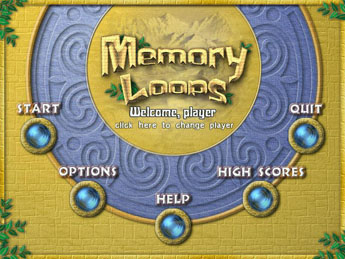 Memory
Loops
Welcome, player
click here to change player
START
QUIT
OPTIONS
HIGH SCORES
HELP